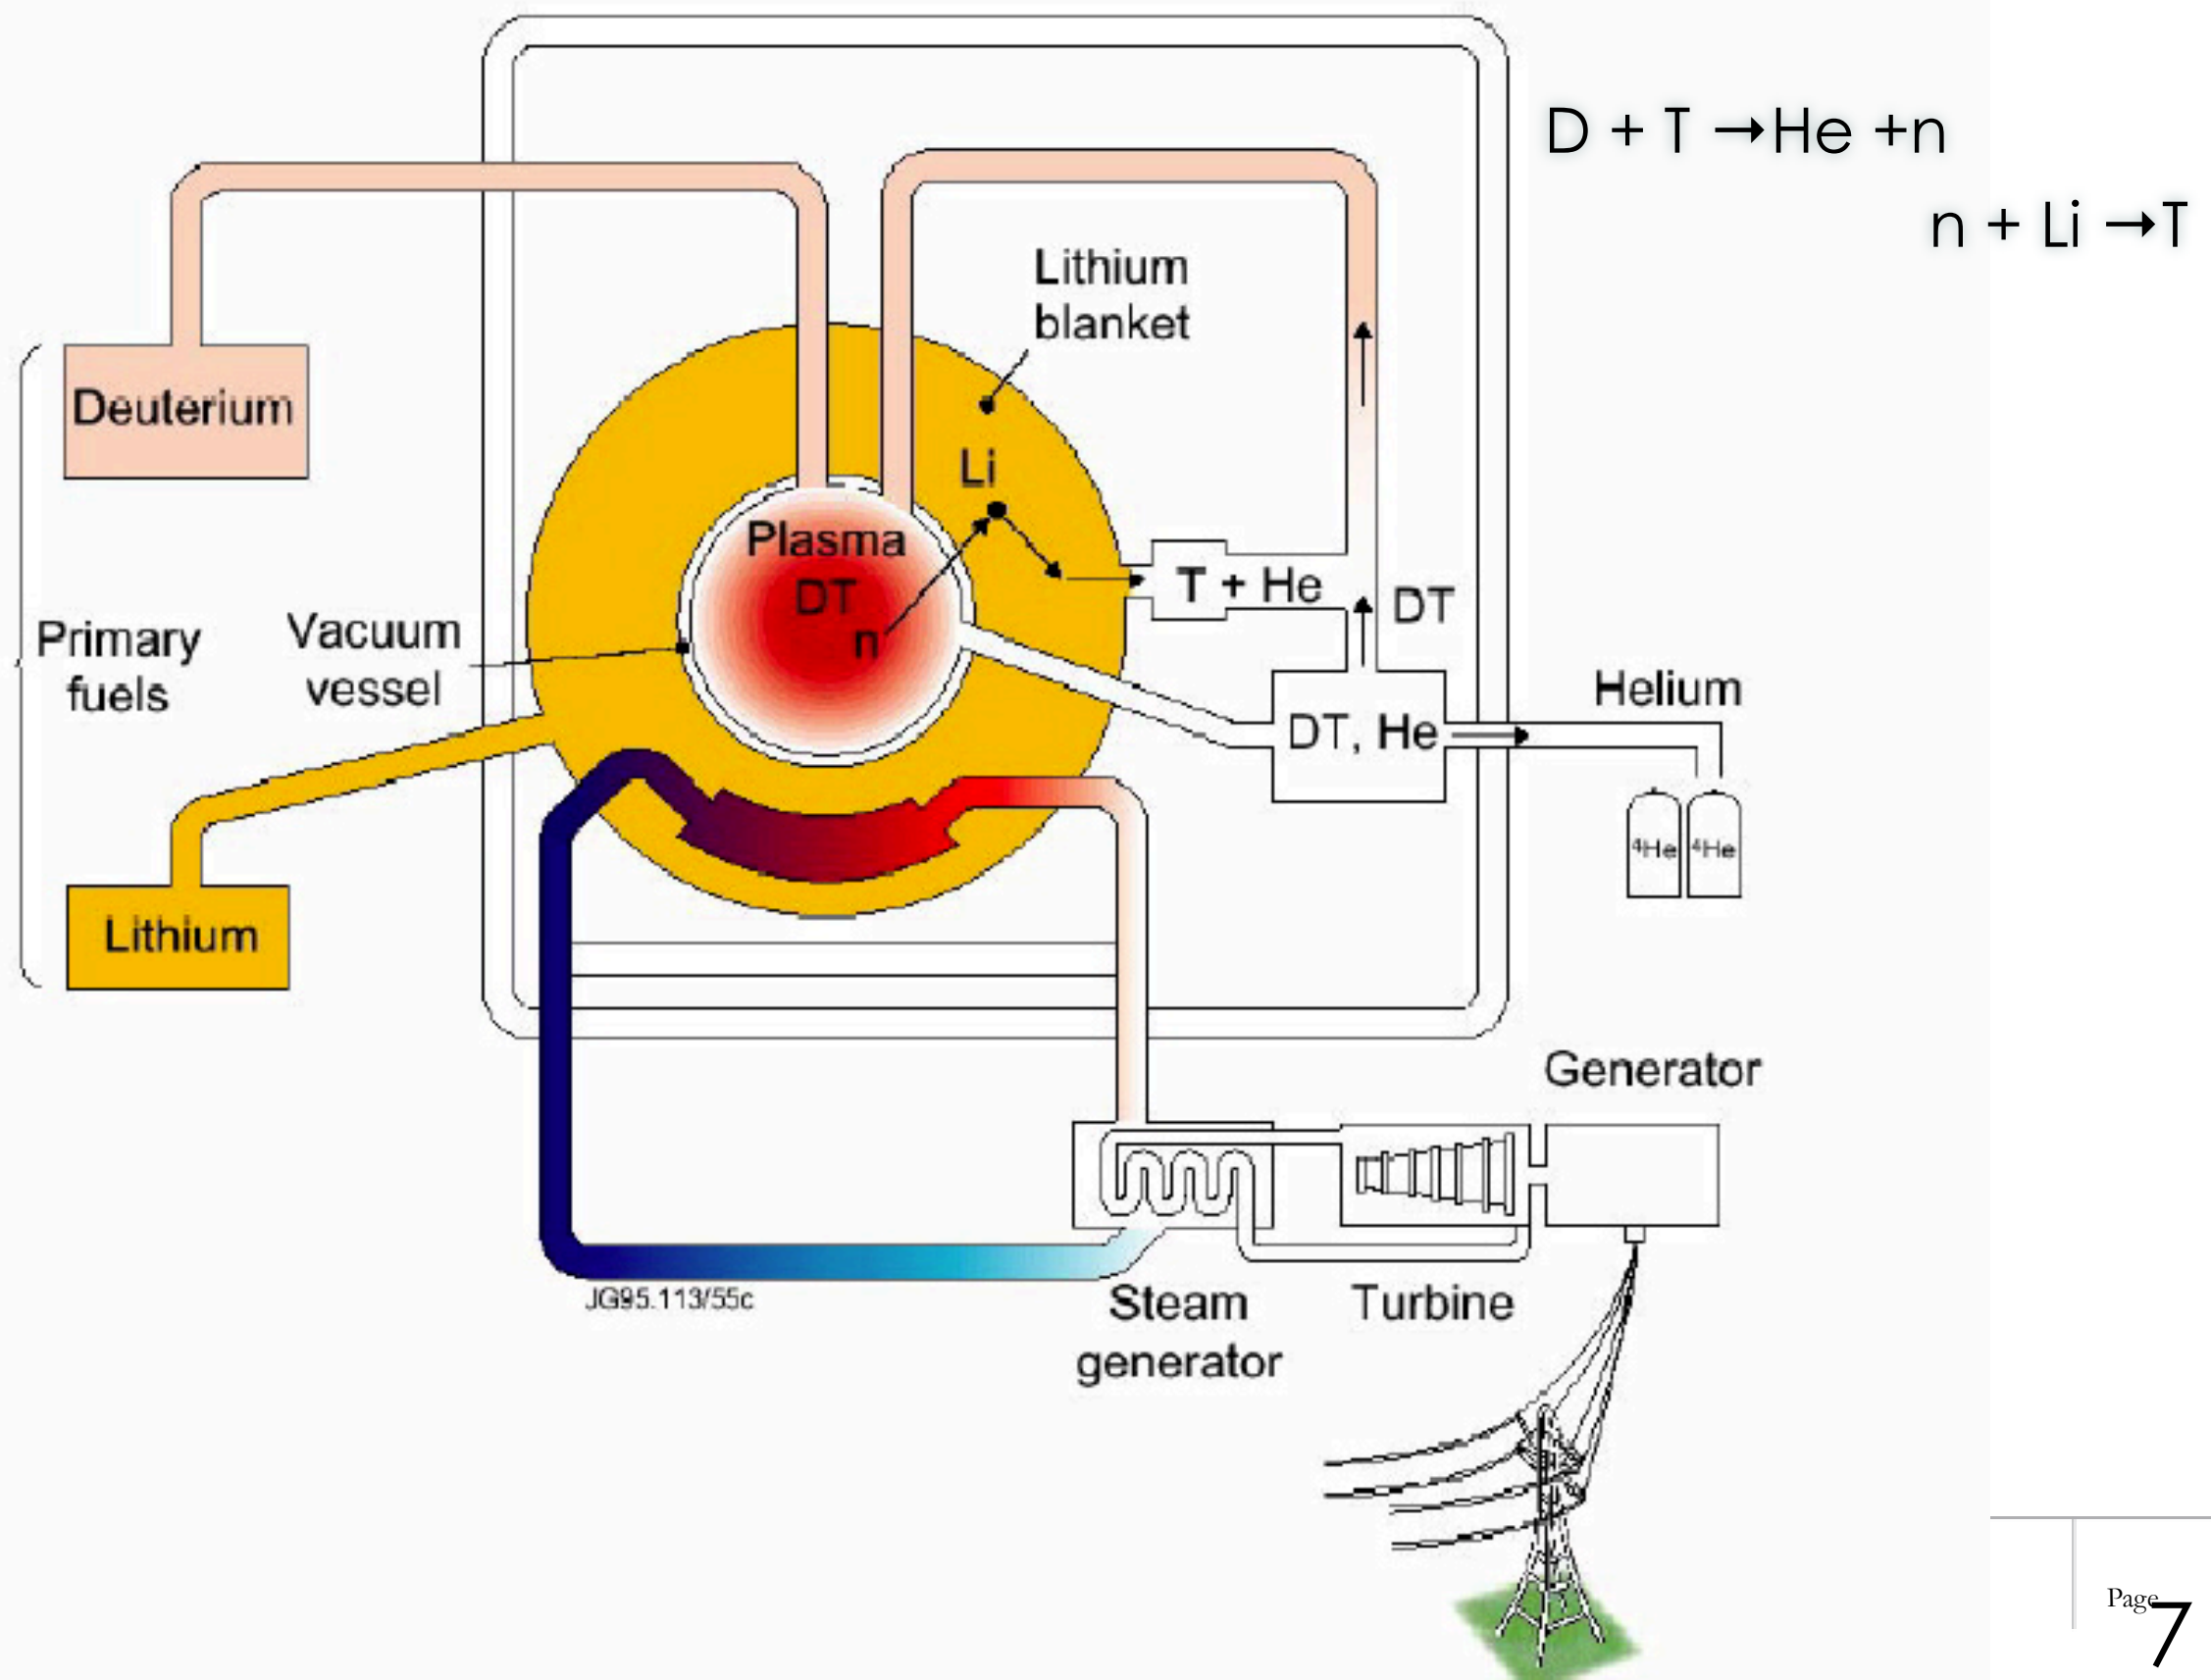 D + T →He +n
n + Li →T
Lithium
blanket
Deuterium
Li
Plasma
DT
n
T + He
DT
Primary
fuels
Vacuum
vessel
Helium
DT, He
⁴He
⁴He
Lithium
Generator
JG95.113/55c
Steam
generator
Turbine
Page
7